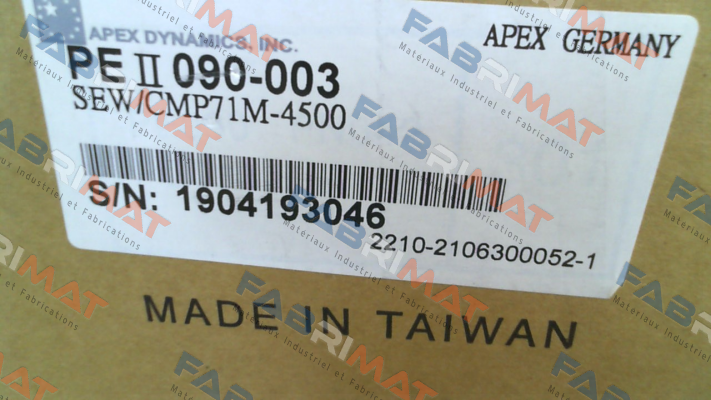 APEX DYNAMICS, INC.
APEX GERMANY
PE II 090-003
SEW/CMP71M-4500
S/N: 1904193046
2210-2106300052-1
MADE IN TAIWAN
FABRIMAT
Materiaux Industriel et Fabrications